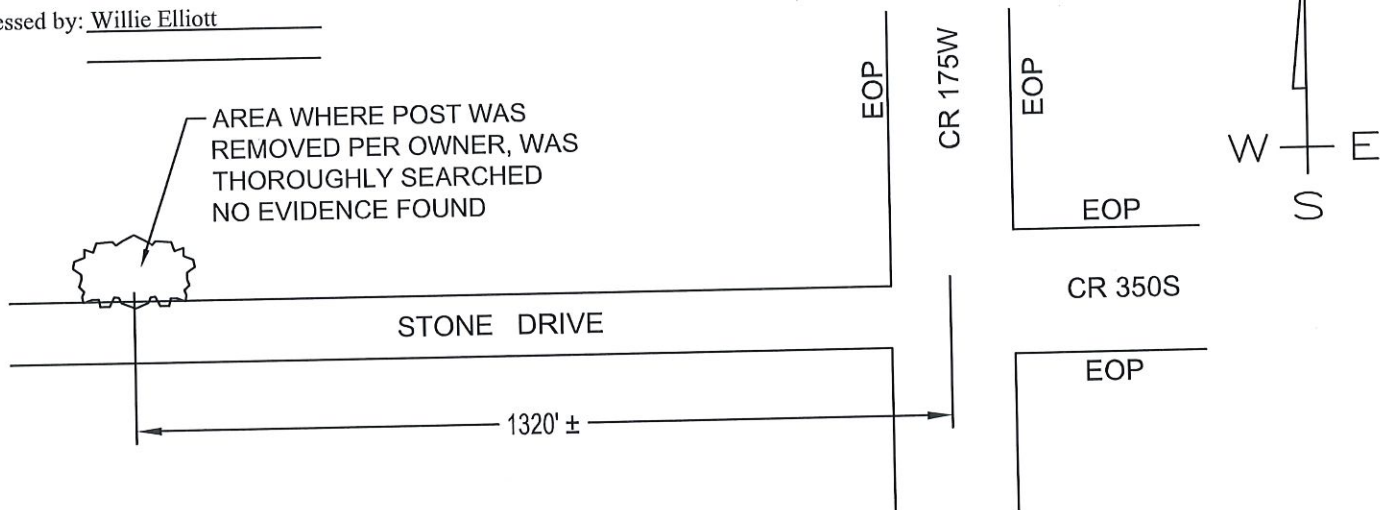 essed by: Willie Elliott
AREA WHERE POST WAS
REMOVED PER OWNER, WAS
THOROUGHLY SEARCHED
NO EVIDENCE FOUND
EOP
CR 175W
EOP
W E
S
EOP
CR 350S
EOP
STONE DRIVE
1320' ±